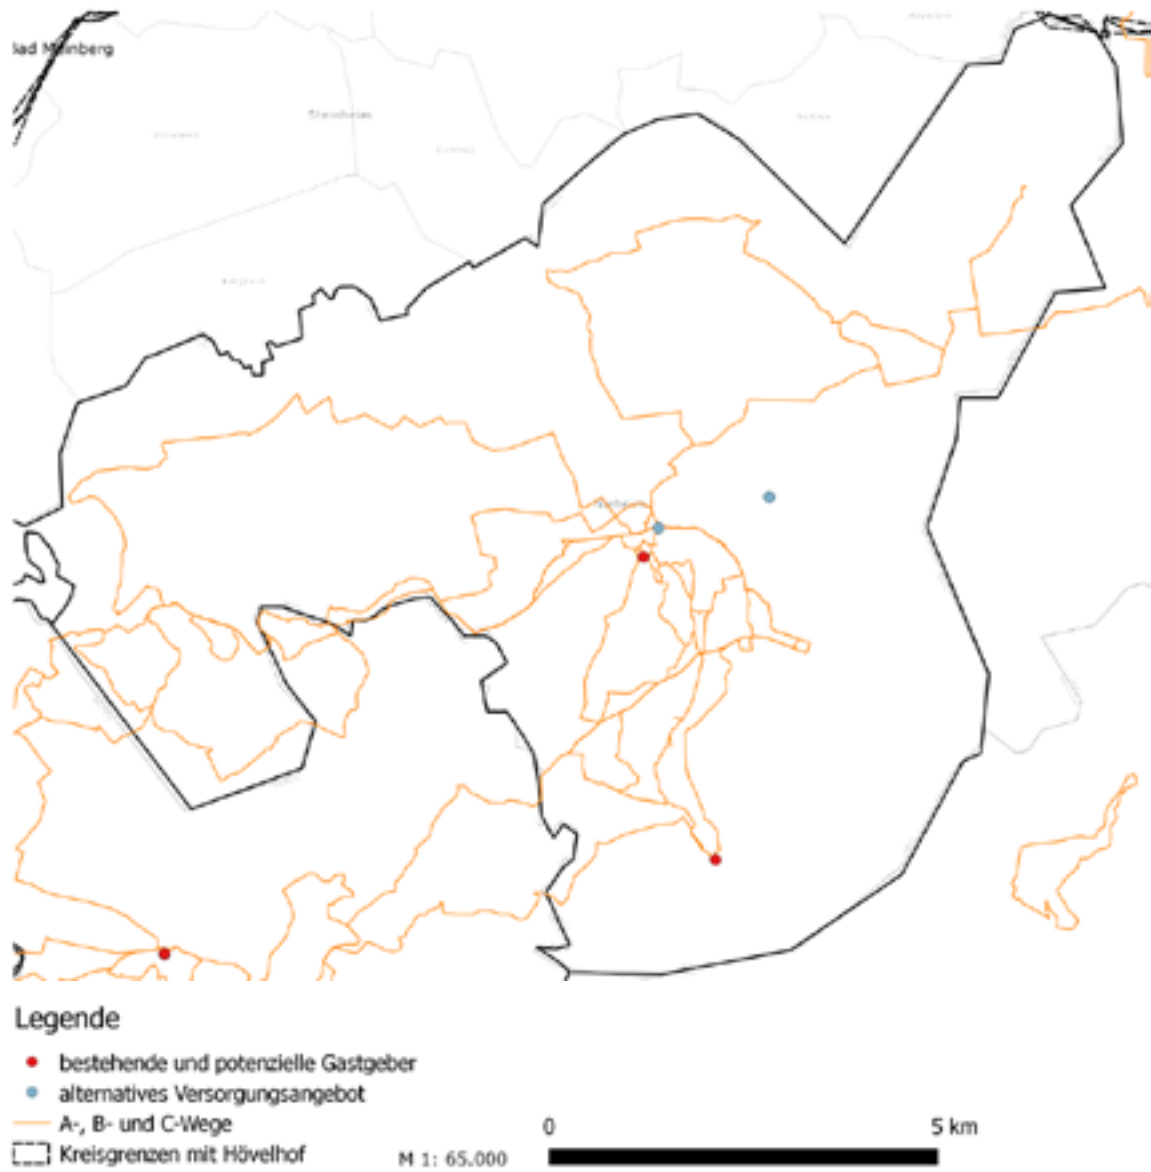 Bad Meinberg
Steinheim
Legende
bestehende und potenzielle Gastgeber
alternatives Versorgungsangebot
A-, B- und C-Wege
Kreisgrenzen mit Hövelhof
M 1: 65.000
0
5 km